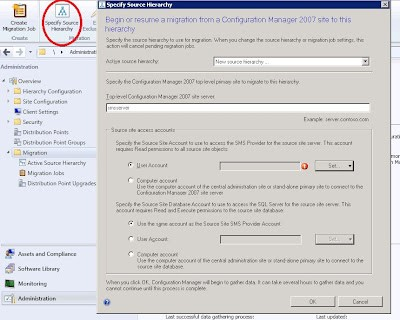 Create
Migration Job
Specify Source
Hierarchy
Create
Administra
Administration
Overview
Hierarchy Configuration
Site Configuration
Client Settings
Security
Distribution Points
Distribution Point Groups
Migration
Active Source Hierarchy
Migration Jobs
Distribution Point Upgrades
Assets and Compliance
Software Library
Monitoring
Administration
Specify Source Hierarchy
Begin or resume a migration from a Configuration Manager 2007 site to this
hierarchy
Specify the source hierarchy to use for migration. When you change the source hierarchy or migration job settings, this
action will cancel pending migration jobs.
Active source hierarchy:
New source hierarchy ...
Specify the Configuration Manager 2007 top-level primary site to migrate to this hierarchy.
Top-level Configuration Manager 2007 site server:
Example: server.contoso.com
Source site access accounts
Specify the Source Site Account to use to access the SMS Provider for the source site server. This
account requires Read permissions to all source site objects:
User Account:
Set...
Computer account
Use the computer account of the central administration site or stand-alone primary site to connect to the
Configuration Manager 2007 site server.
Specify the Source Site Database Account to use to access the SQL Server for the source site server. This
account requires Read and Execute permissions to the source site database:
Use the same account as the Source Site SMS Provider Account
User Account:
Set...
Computer account
Use the computer account of the central administration site or stand-alone primary site to connect to the
source site database.
When you click OK, Configuration Manager will begin to gather data. It can take several hours to gather data and you
cannot continue until this process is complete.
OK
Cancel
Last successful data gathering process:
Last updated: